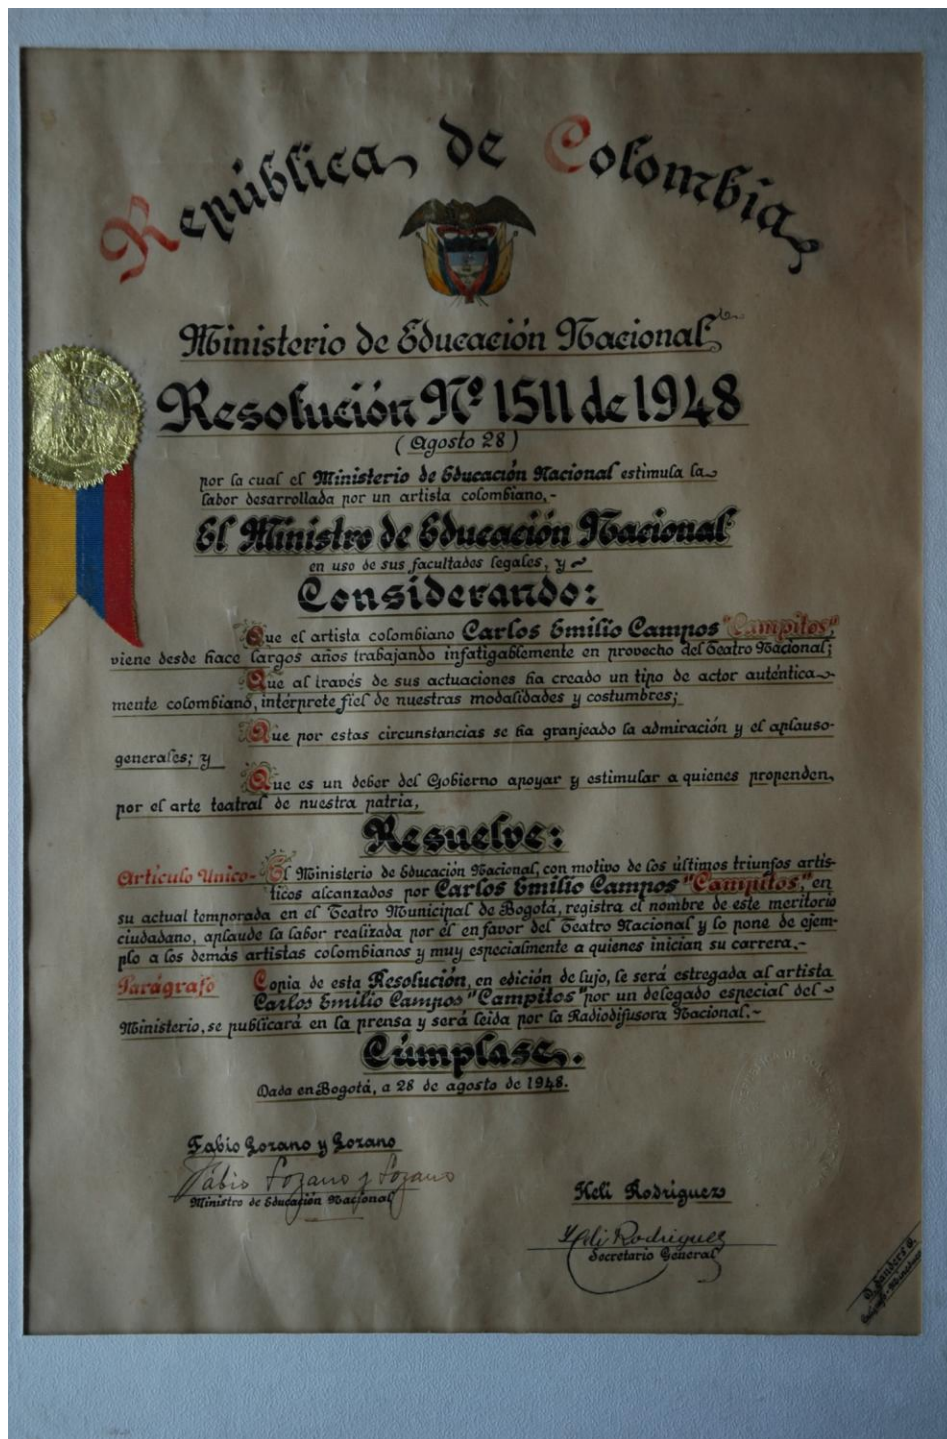 República de Colombia
Ministerio de Educación Nacional
Resolución Nº 1511 de 1948
(Agosto 28)
por la cual el Ministerio de Educación Nacional estimula la
labor desarrollada por un artista colombiano,-
El Ministro de Educación Nacional
en uso de sus facultades legales, y
Considerando:
Que el artista colombiano Carlos Emilio Campos "Campitos",
viene desde hace largos años trabajando infatigablemente en provecho del Teatro Nacional;
Que al través de sus actuaciones ha creado un tipo de actor auténtica-
mente colombiano, intérprete fiel de nuestras modalidades y costumbres;
Que por estas circunstancias se ha granjeado la admiración y el aplauso
generales; y
Que es un deber del Gobierno apoyar y estimular a quienes propenden,
por el arte teatral de nuestra patria,
Resuelve:
Artículo Unico- El Ministerio de Educación Nacional, con motivo de los últimos triunfos artís-
ticos alcanzados por Carlos Emilio Campos "Campitos," en
su actual temporada en el Teatro Municipal de Bogotá, registra el nombre de este meritorio
ciudadano, aplaude la labor realizada por él en favor del Teatro Nacional y lo pone de ejem-
plo a los demás artistas colombianos y muy especialmente a quienes inician su carrera.-
Parágrafo Copia de esta Resolución, en edición de lujo, le será estregada al artista
Carlos Emilio Campos "Campitos" por un delegado especial del
Ministerio, se publicará en la prensa y será leida por la Radiodifusora Nacional.-
Cúmplase.
Dada en Bogotá, a 28 de agosto de 1948.
Fabio Lozano y Lozano
Fabio Lozano y Lozano
Ministro de Educación Nacional
Heli Rodriguez
Heli Rodriguez
Secretario General